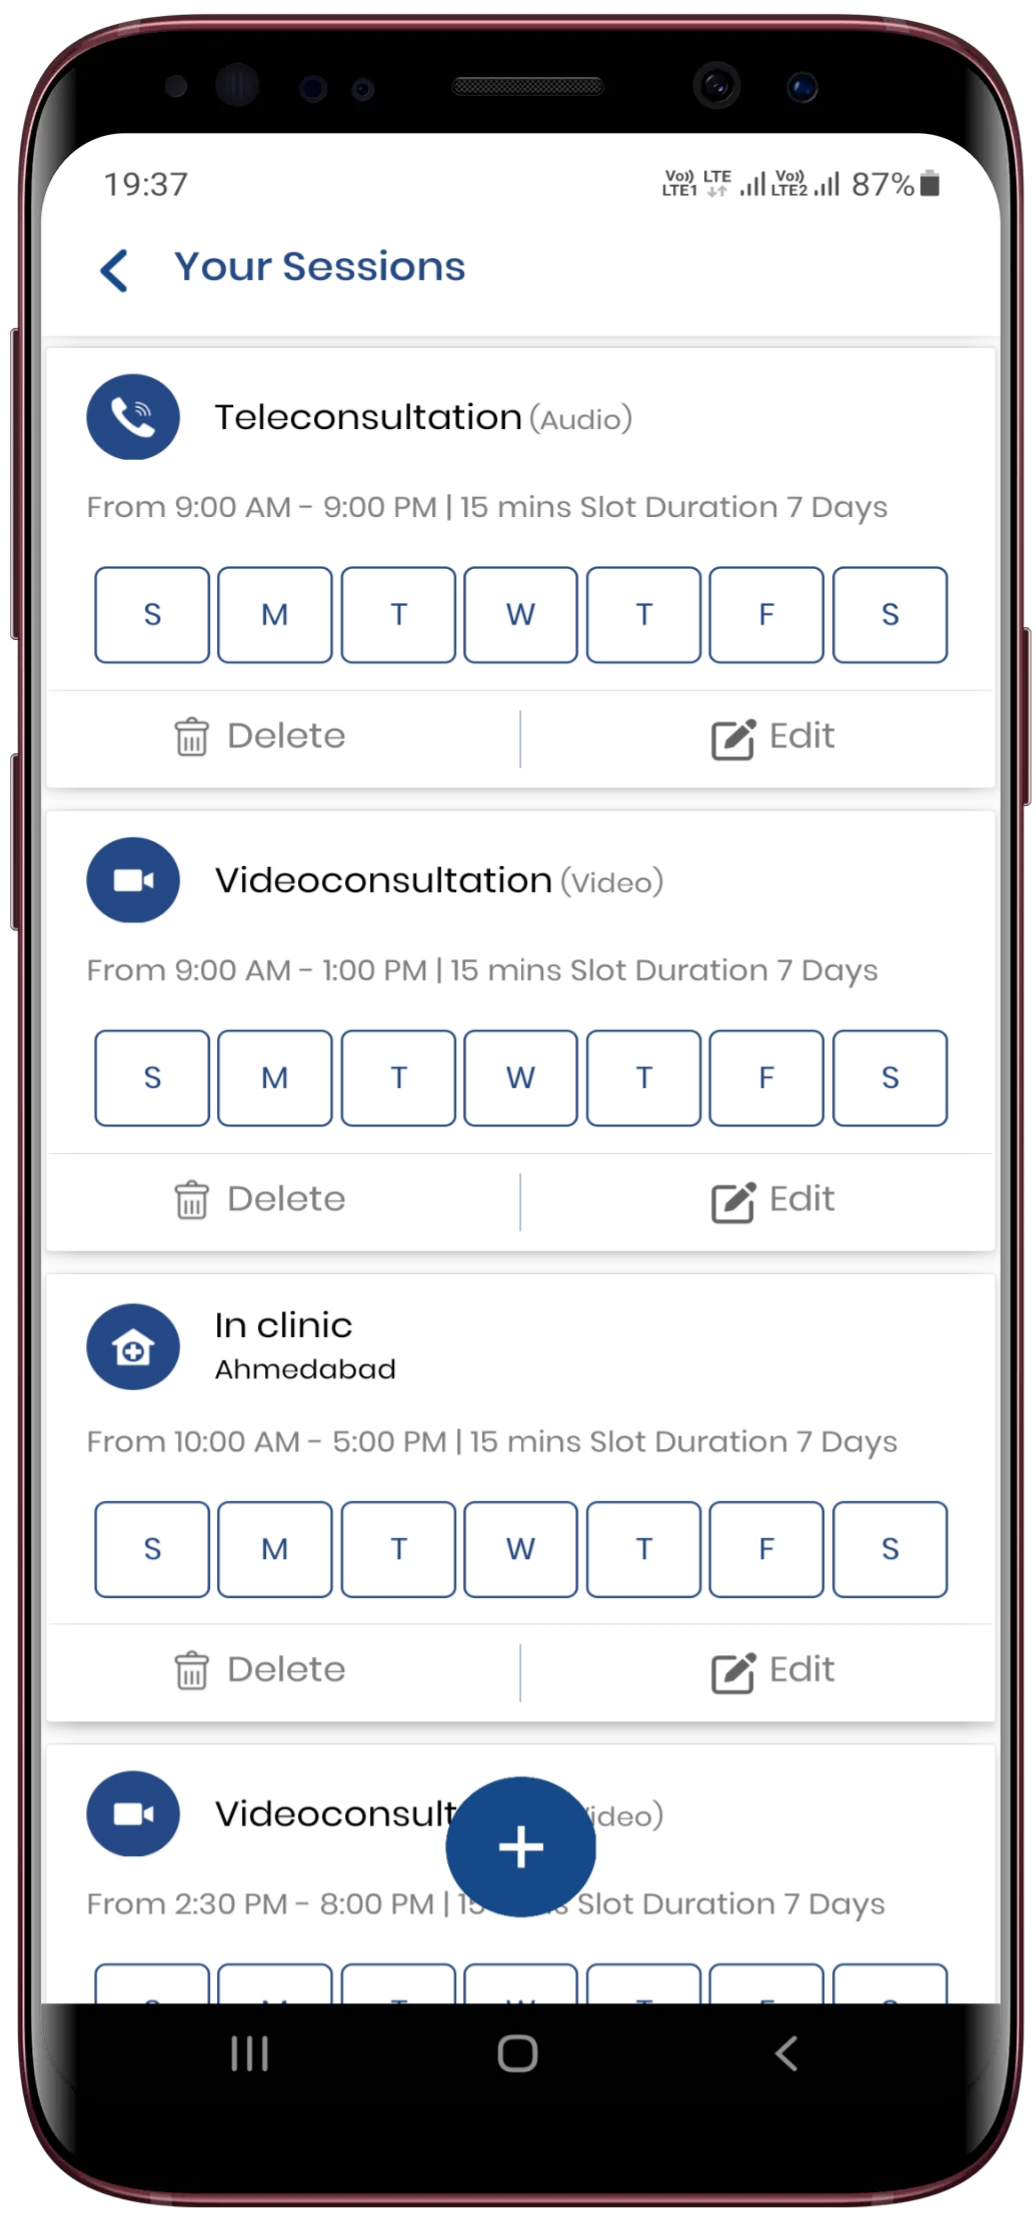 19:37 Vo)) LTE1 LTE Vo)) LTE2 87%
Your Sessions
Teleconsultation (Audio)
From 9:00 AM - 9:00 PM | 15 mins Slot Duration 7 Days
S M T W T F S
Delete Edit
Videoconsultation (Video)
From 9:00 AM - 1:00 PM | 15 mins Slot Duration 7 Days
S M T W T F S
Delete Edit
In clinic
Ahmedabad
From 10:00 AM - 5:00 PM | 15 mins Slot Duration 7 Days
S M T W T F S
Delete Edit
Videoconsult ideo)
From 2:30 PM - 8:00 PM | 15 s Slot Duration 7 Days